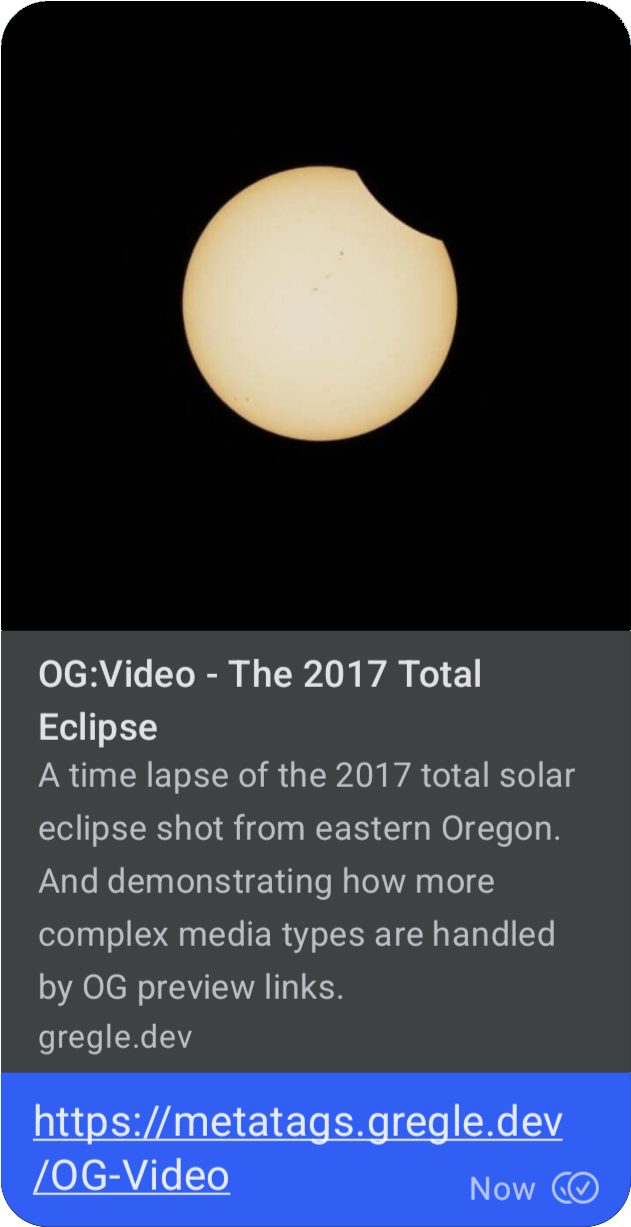 OG:Video - The 2017 Total
Eclipse
A time lapse of the 2017 total solar
eclipse shot from eastern Oregon.
And demonstrating how more
complex media types are handled
by OG preview links.
gregle.dev
https://metatags.gregle.dev
/OG-Video
Now